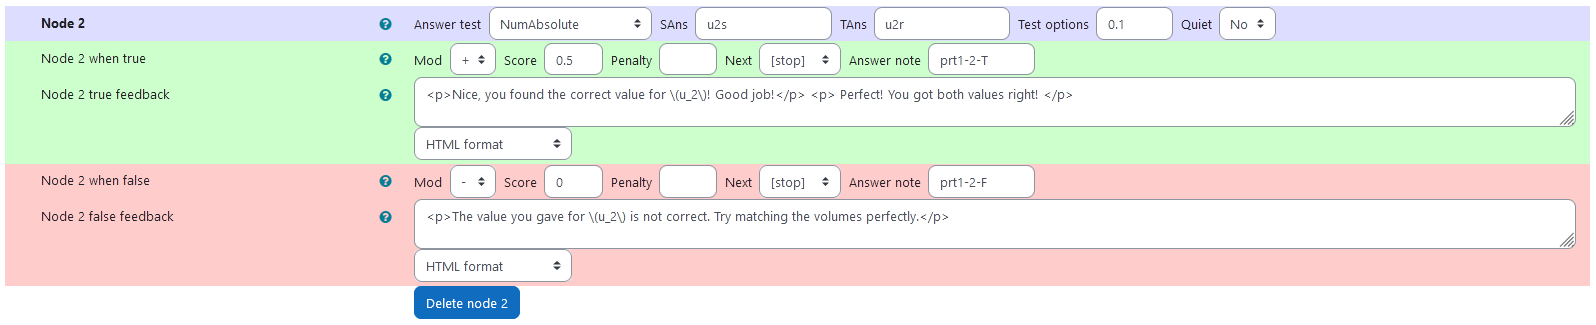 Node 2 Answer test NumAbsolute SAns u2s TAns u2r Test options 0.1 Quiet No
Node 2 when true Mod + Score 0.5 Penalty Next [stop] Answer note prt1-2-T
Node 2 true feedback <p>Nice, you found the correct value for \(u_2\)! Good job!</p> <p> Perfect! You got both values right! </p>
HTML format
Node 2 when false Mod - Score 0 Penalty Next [stop] Answer note prt1-2-F
Node 2 false feedback <p>The value you gave for \(u_2\) is not correct. Try matching the volumes perfectly.</p>
HTML format
Delete node 2